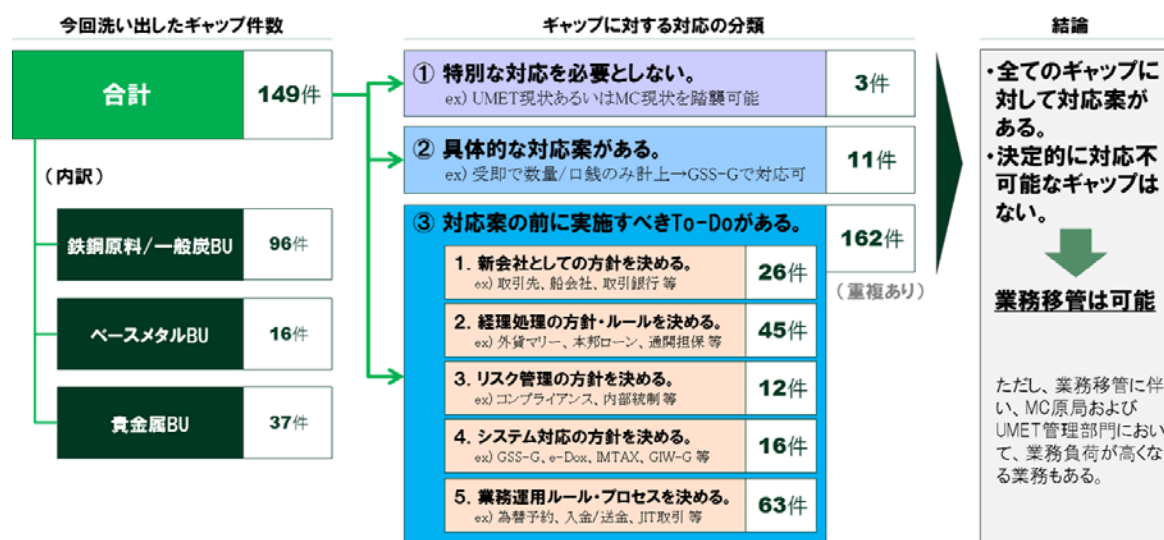 今回洗い出したギャップ件数
合計
149件
(内訳)
鉄鋼原料/一般炭BU
96件
ベースメタルBU
16件
貴金属BU
37件
ギャップに対する対応の分類
① 特別な対応を必要としない。
ex) UMET現状あるいはMC現状を踏襲可能
3件
② 具体的な対応案がある。
ex) 受即で数量/口銭のみ計上→GSS-Gで対応可
11件
③ 対応案の前に実施すべきTo-Doがある。
162件
(重複あり)
1. 新会社としての方針を決める。
ex) 取引先、船会社、取引銀行 等
26件
2. 経理処理の方針・ルールを決める。
ex) 外貨マリー、本邦ローン、通関担保 等
45件
3. リスク管理の方針を決める。
ex) コンプライアンス、内部統制 等
12件
4. システム対応の方針を決める。
ex) GSS-G、e-Dox、IMTAX、GIW-G 等
16件
5. 業務運用ルール・プロセスを決める。
ex) 為替予約、入金/送金、JIT取引 等
63件
結論
・全てのギャップに
対して対応案が
ある。
・決定的に対応不
可能なギャップは
ない。
業務移管は可能
ただし、業務移管に伴
い、MC原局および
UMET管理部門におい
て、業務負荷が高くな
る業務もある。